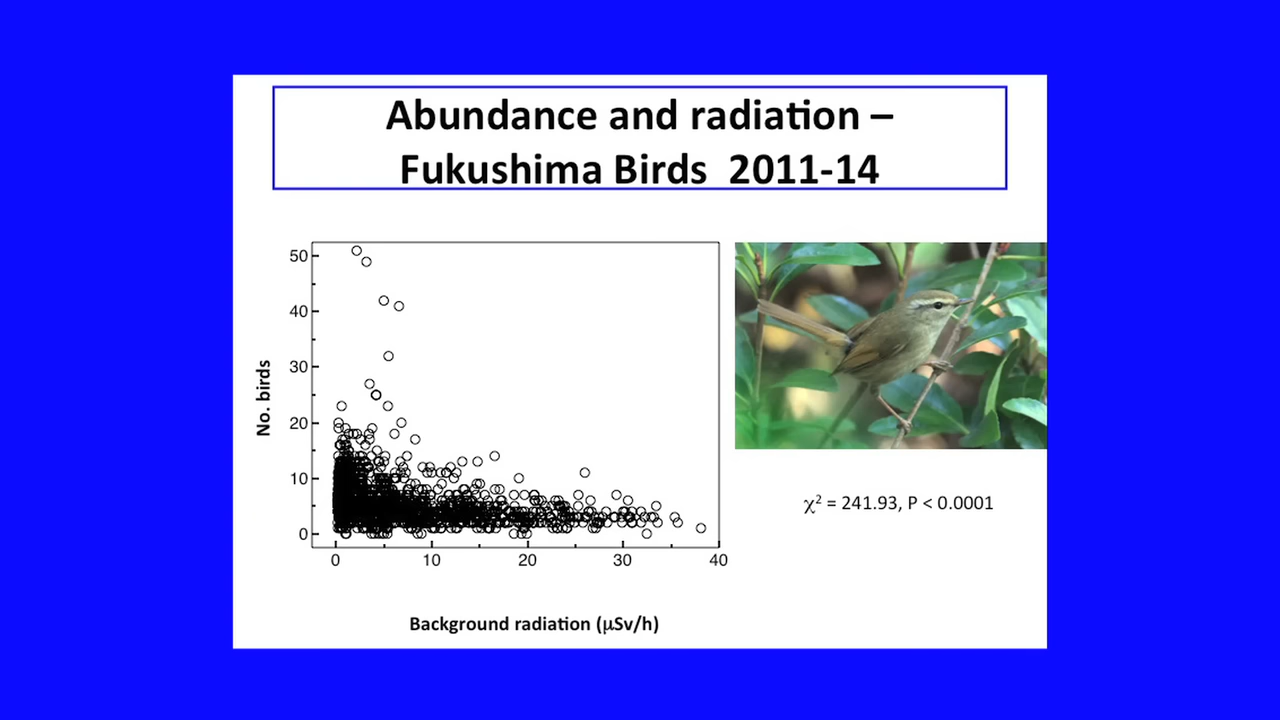 Abundance and radiation –
Fukushima Birds 2011-14
50
40
30
20
10
0
No. birds
0 10 20 30 40
Background radiation (μSv/h)
χ² = 241.93, P < 0.0001